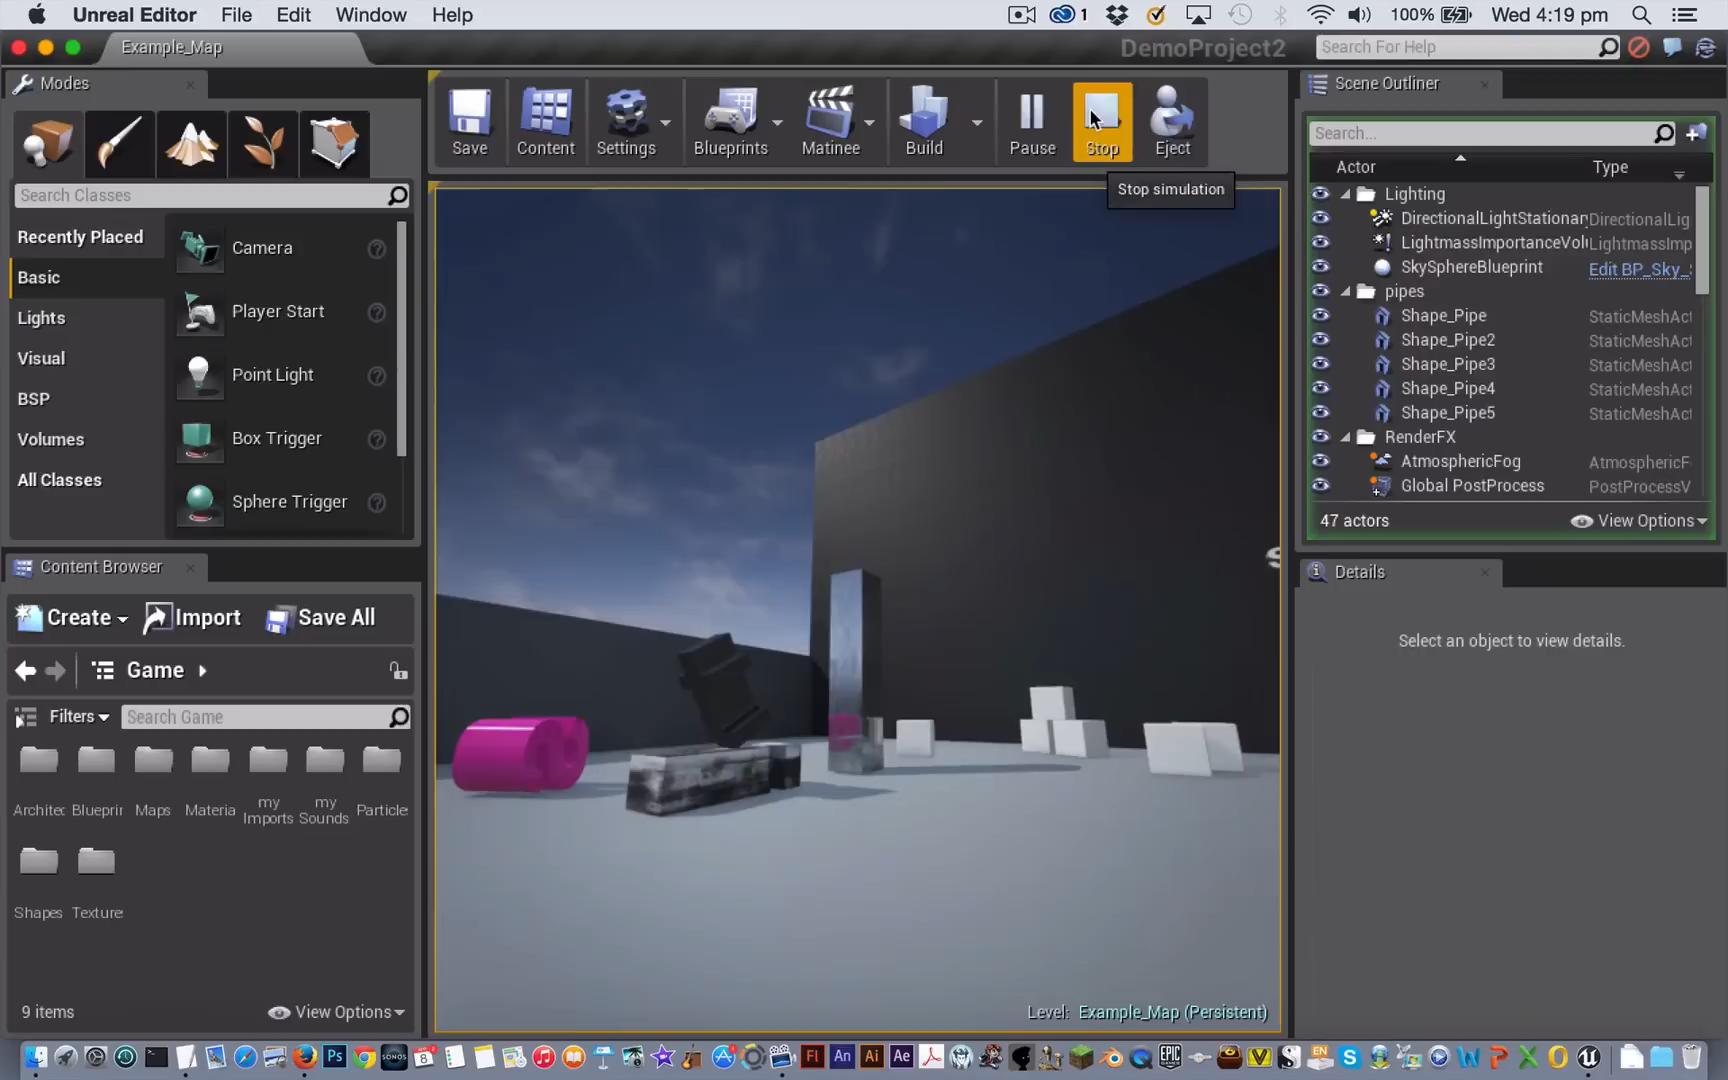 Unreal Editor File Edit Window Help
1 100% Wed 4:19 pm
Example_Map
DemoProject2
Search For Help
Modes
Search Classes
Recently Placed
Basic
Lights
Visual
BSP
Volumes
All Classes
Camera
Player Start
Point Light
Box Trigger
Sphere Trigger
Save Content Settings Blueprints Matinee Build Pause Stop Eject
Stop simulation
Level: Example_Map (Persistent)
Scene Outliner
Search...
Actor Type
Lighting
DirectionalLightStationar DirectionalLig
LightmassImportanceVolu LightmassImp
SkySphereBlueprint Edit BP_Sky_
pipes
Shape_Pipe StaticMeshAct
Shape_Pipe2 StaticMeshAct
Shape_Pipe3 StaticMeshAct
Shape_Pipe4 StaticMeshAct
Shape_Pipe5 StaticMeshAct
RenderFX
AtmosphericFog AtmosphericF
Global PostProcess PostProcessV
47 actors View Options
Details
Select an object to view details.
Content Browser
Create Import Save All
Game
Filters Search Game
Architec Blueprin Maps Materia my Imports my Sounds Particle
Shapes Texture
9 items View Options